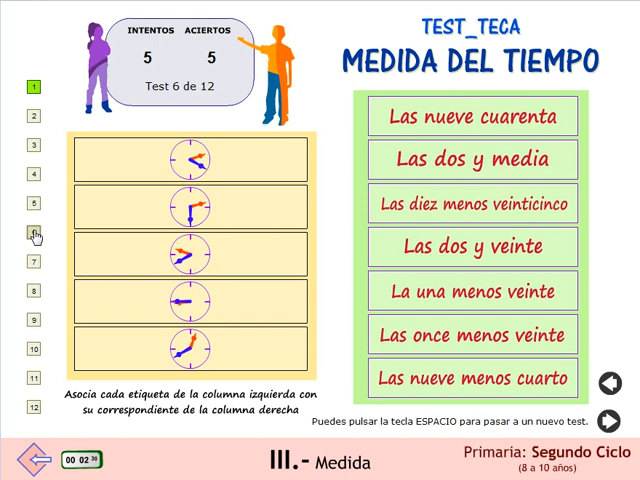 INTENTOS ACIERTOS
5 5
Test 6 de 12
TEST_TECA
MEDIDA DEL TIEMPO
1
2
3
4
5
6
7
8
9
10
11
12
Las nueve cuarenta
Las dos y media
Las diez menos veinticinco
Las dos y veinte
La una menos veinte
Las once menos veinte
Las nueve menos cuarto
Asocia cada etiqueta de la columna izquierda con
su correspondiente de la columna derecha
Puedes pulsar la tecla ESPACIO para pasar a un nuevo test.
00 02 30
III.- Medida
Primaria: Segundo Ciclo
(8 a 10 años)